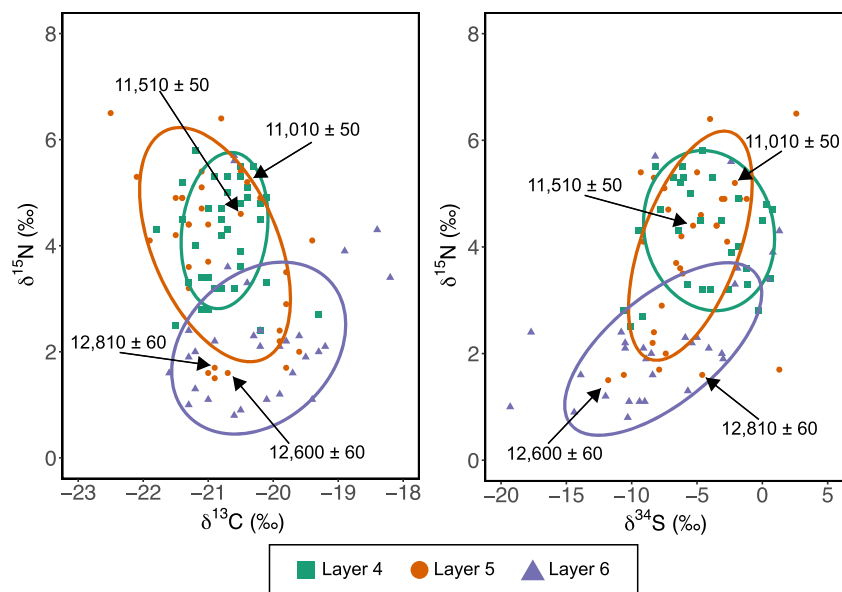 8
6
4
2
0
δ15N (‰)
11,510 ± 50
11,010 ± 50
12,810 ± 60
12,600 ± 60
−23 −22 −21 −20 −19 −18
δ13C (‰)
8
6
4
2
0
δ15N (‰)
11,010 ± 50
11,510 ± 50
12,810 ± 60
12,600 ± 60
−20 −15 −10 −5 0 5
δ34S (‰)
Layer 4 Layer 5 Layer 6